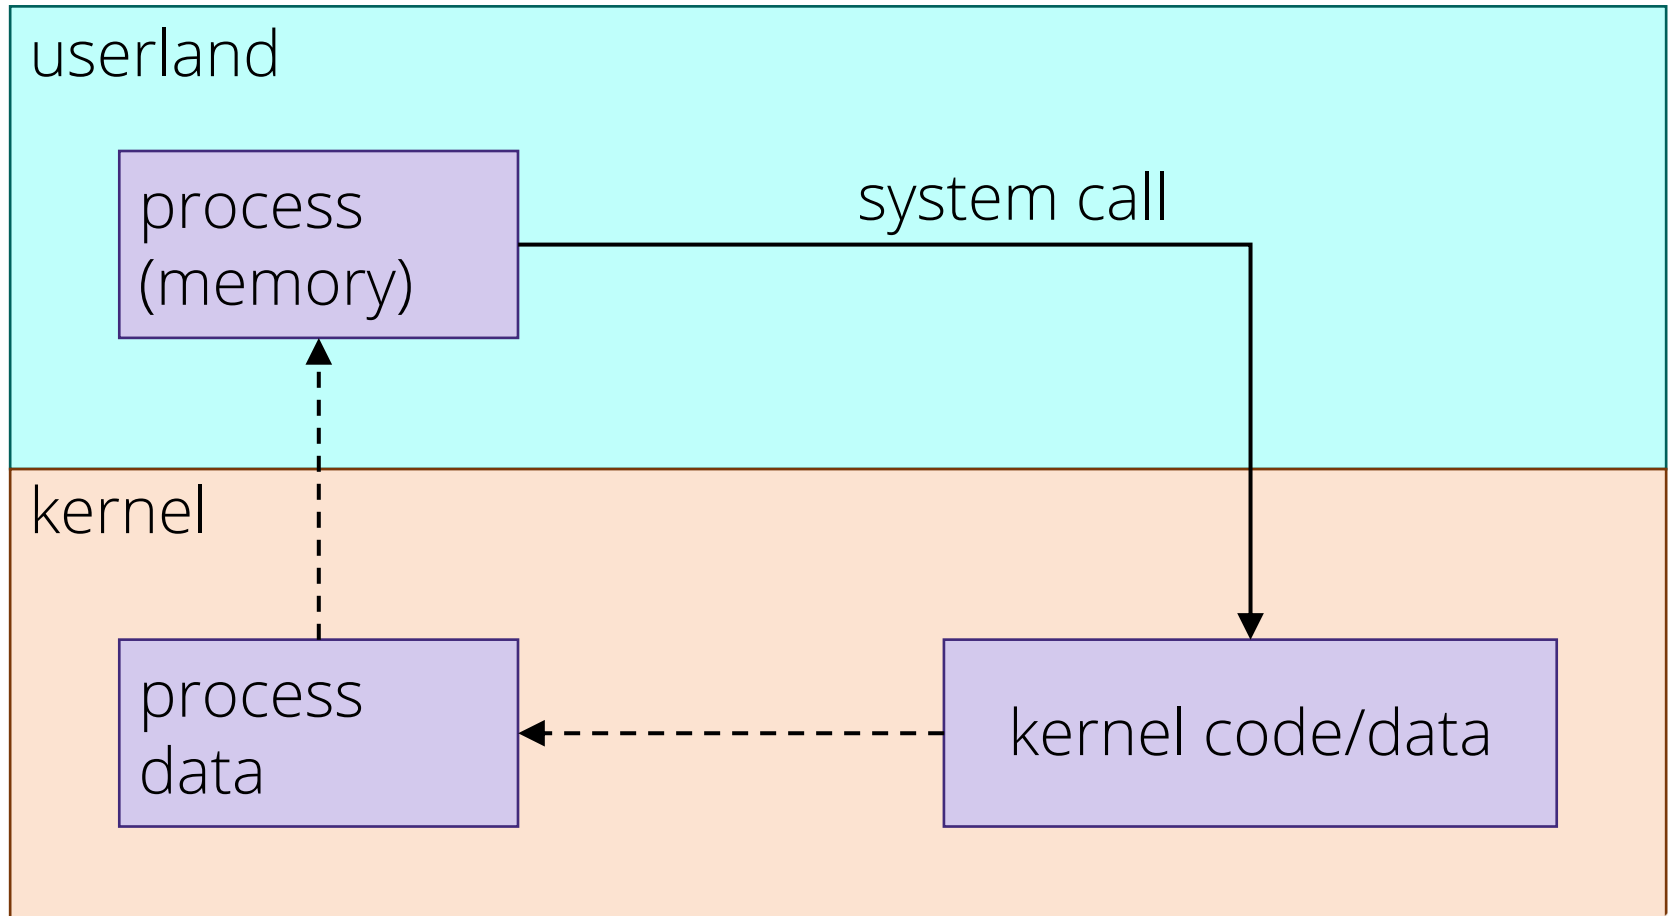 userland
process
(memory)
system call
kernel
process
data
kernel code/data